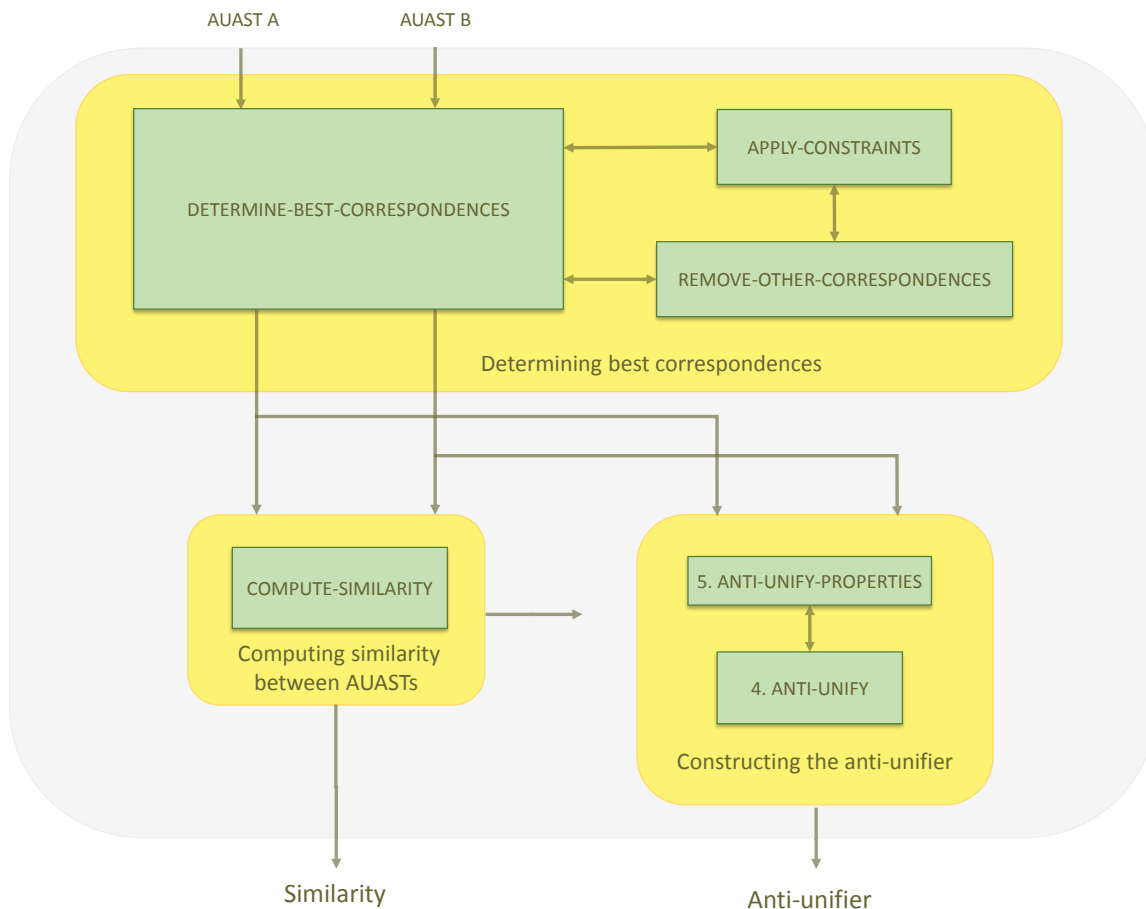 AUAST A
AUAST B
APPLY-CONSTRAINTS
DETERMINE-BEST-CORRESPONDENCES
REMOVE-OTHER-CORRESPONDENCES
Determining best correspondences
COMPUTE-SIMILARITY
Computing similarity
between AUASTs
5. ANTI-UNIFY-PROPERTIES
4. ANTI-UNIFY
Constructing the anti-unifier
Similarity
Anti-unifier